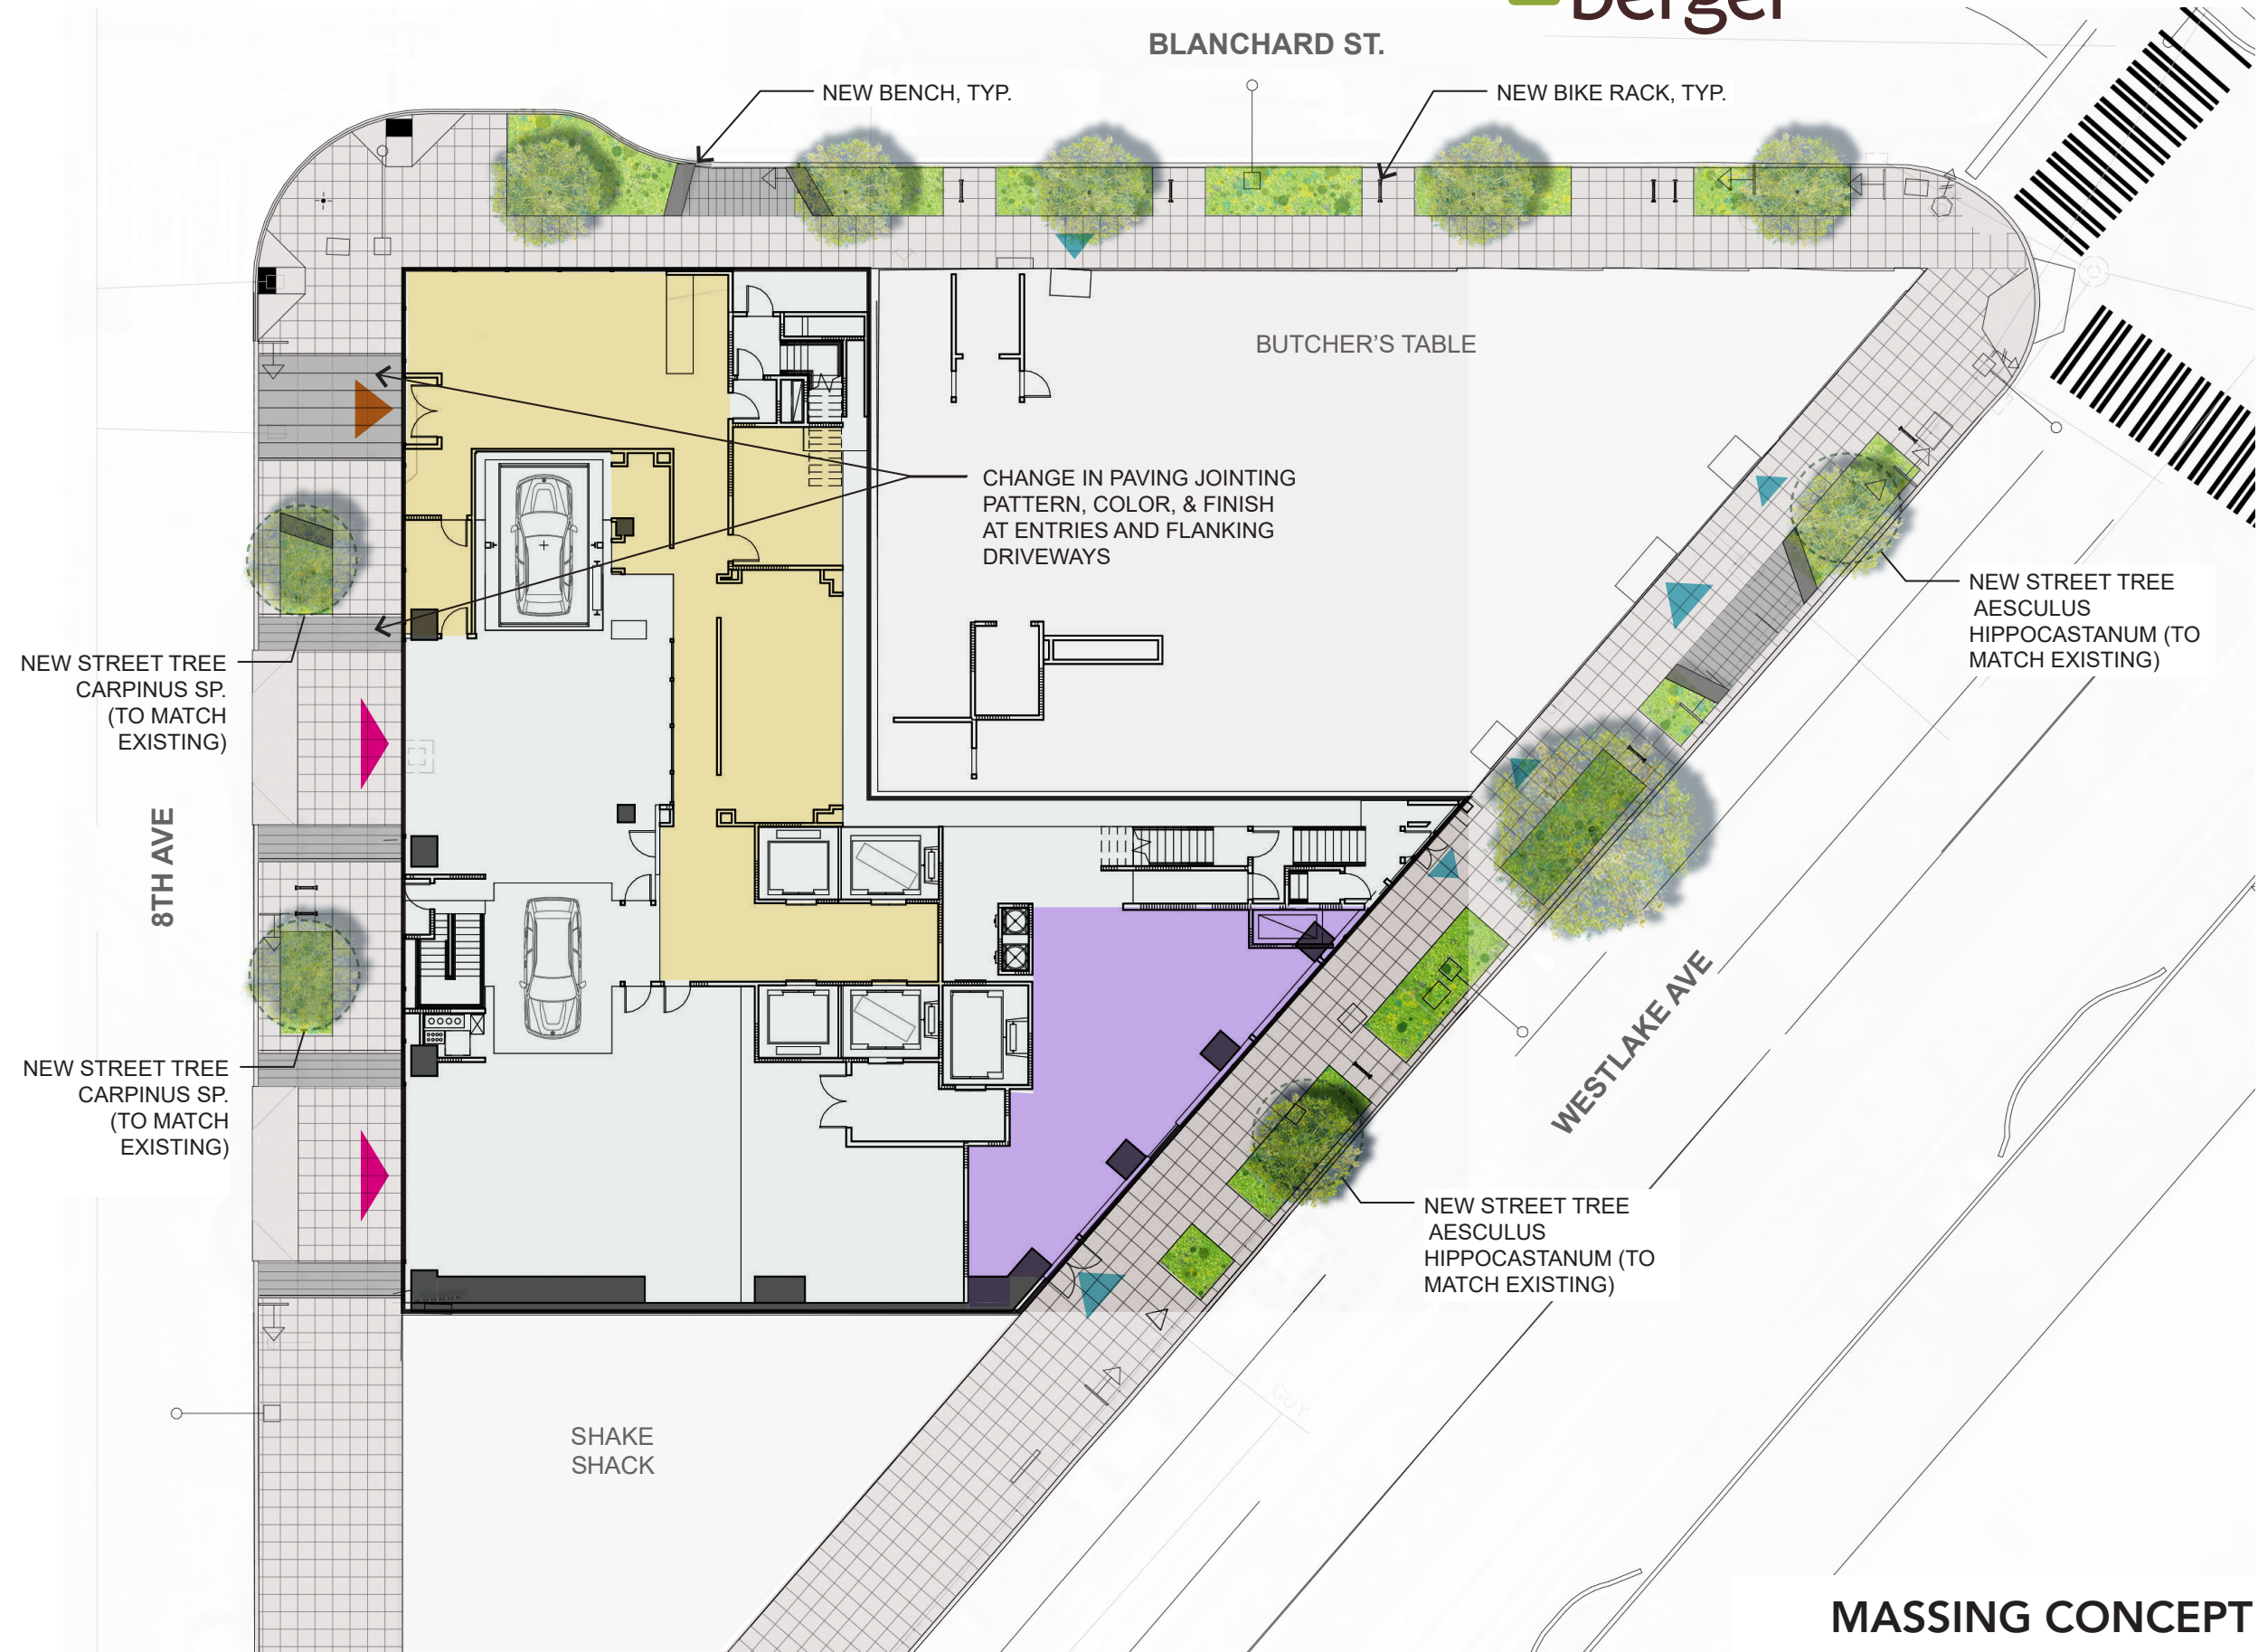 berger
BLANCHARD ST.
NEW BENCH, TYP.
NEW BIKE RACK, TYP.
BUTCHER'S TABLE
CHANGE IN PAVING JOINTING
PATTERN, COLOR, & FINISH
AT ENTRIES AND FLANKING
DRIVEWAYS
NEW STREET TREE
AESCULUS
HIPPOCASTANUM (TO
MATCH EXISTING)
NEW STREET TREE
CARPINUS SP.
(TO MATCH
EXISTING)
8TH AVE
WESTLAKE AVE
NEW STREET TREE
CARPINUS SP.
(TO MATCH
EXISTING)
NEW STREET TREE
AESCULUS
HIPPOCASTANUM (TO
MATCH EXISTING)
GUY
SHAKE
SHACK
MASSING CONCEPT